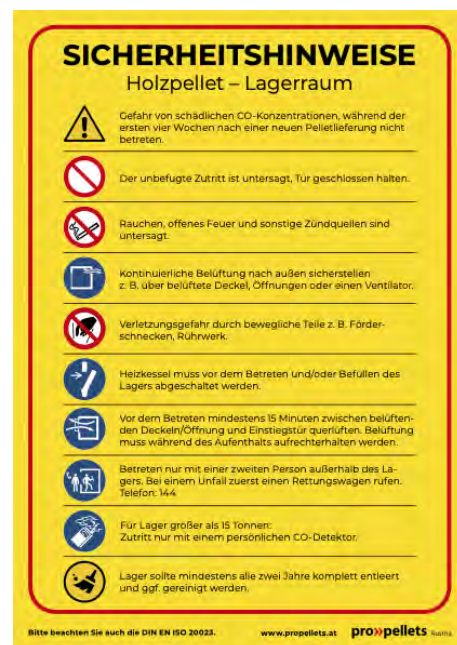 SICHERHEITSHINWEISE
Holzpellet – Lagerraum
Gefahr von schädlichen CO-Konzentrationen, während der
ersten vier Wochen nach einer neuen Pelletlieferung nicht
betreten.
Der unbefugte Zutritt ist untersagt, Tür geschlossen halten.
Rauchen, offenes Feuer und sonstige Zündquellen sind
untersagt.
Kontinuierliche Belüftung nach außen sicherstellen
z. B. über belüftete Deckel, Öffnungen oder einen Ventilator.
Verletzungsgefahr durch bewegliche Teile z. B. Förder-
schnecken, Rührwerk.
Heizkessel muss vor dem Betreten und/oder Befüllen des
Lagers abgeschaltet werden.
Vor dem Betreten mindestens 15 Minuten zwischen belüften-
den Deckeln/Öffnung und Einstiegstür querlüften. Belüftung
muss während des Aufenthalts aufrechterhalten werden.
Betreten nur mit einer zweiten Person außerhalb des La-
gers. Bei einem Unfall zuerst einen Rettungswagen rufen.
Telefon: 144
Für Lager großer als 15 Tonnen:
Zutritt nur mit einem persönlichen CO-Detektor.
Lager sollte mindestens alle zwei Jahre komplett entleert
und ggf. gereinigt werden.
Bitte beachten Sie auch die DIN EN ISO 20023. www.propellets.at pro»pellets Austria